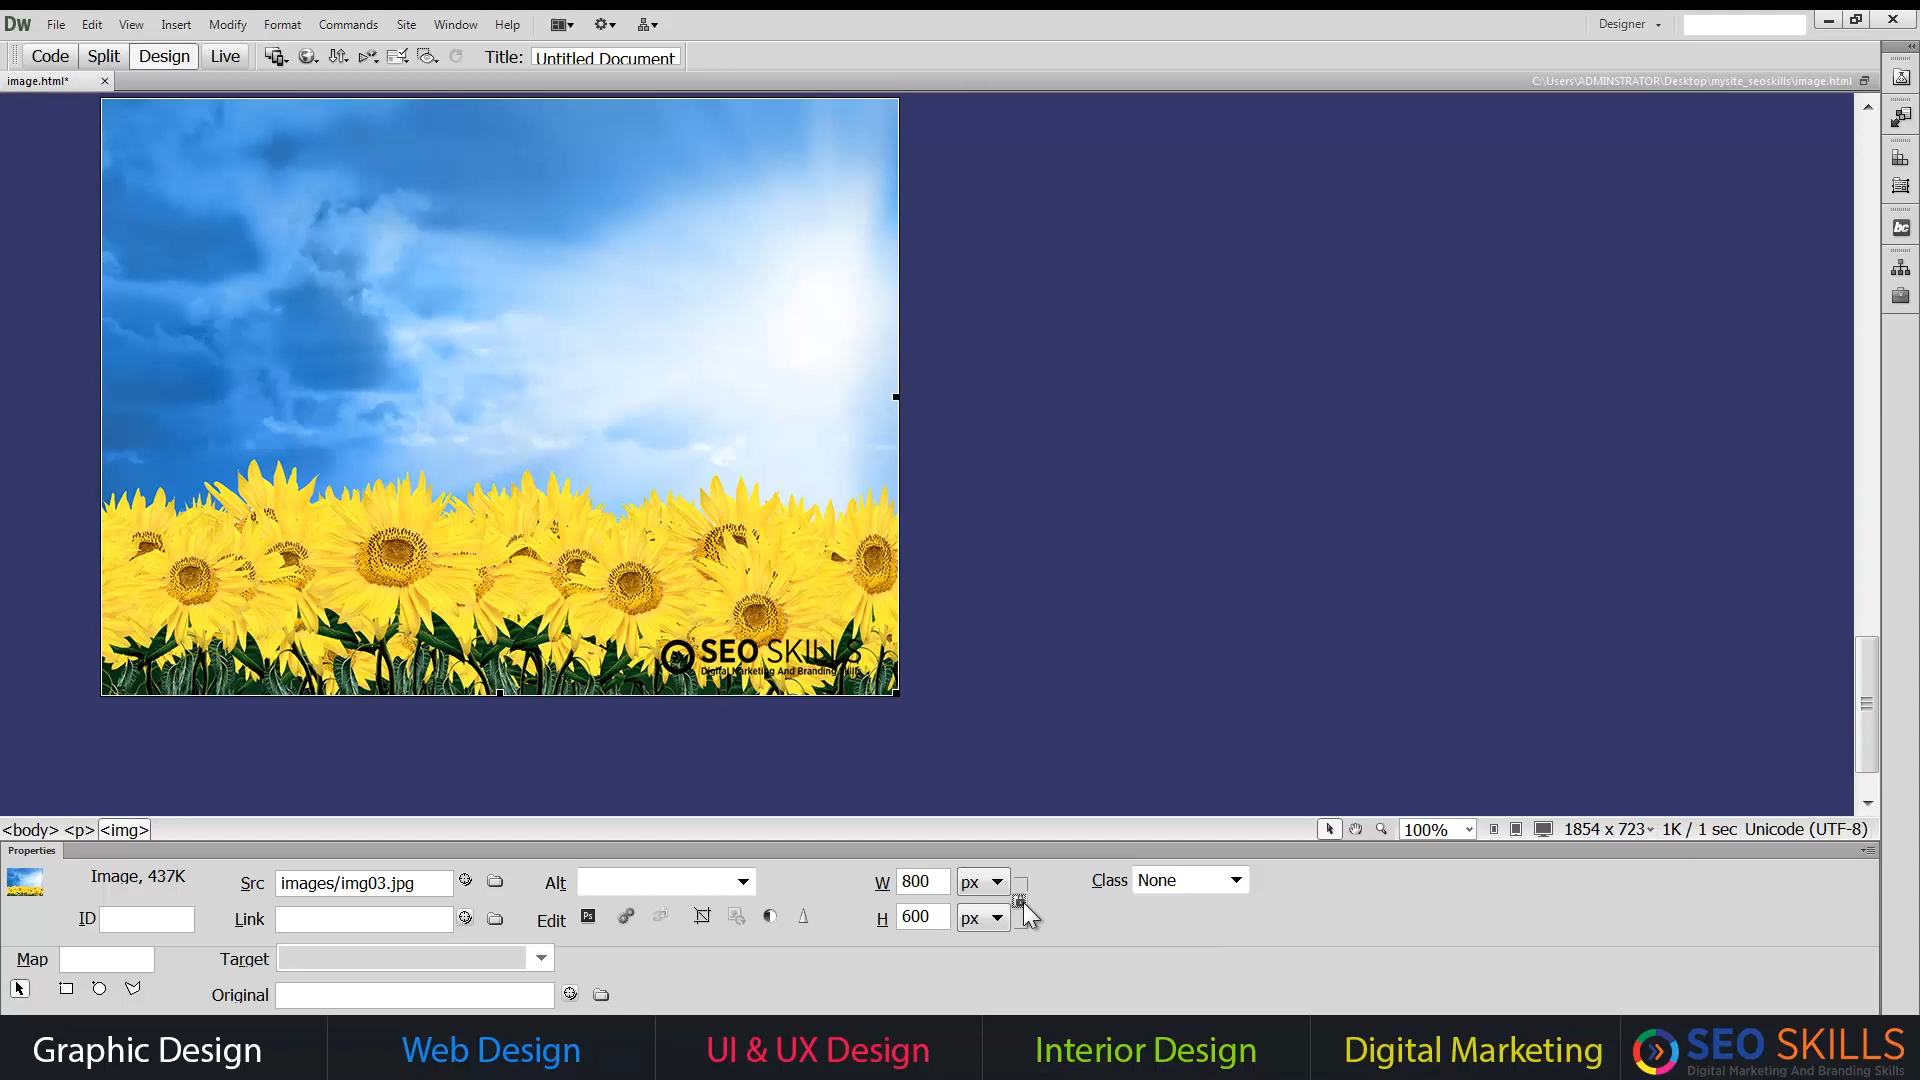 Dw File Edit View Insert Modify Format Commands Site Window Help Designer
Code Split Design Live Title: Untitled Document
image.html* C:\Users\ADMINSTRATOR\Desktop\mysite_seoskills\image.html
bc
SEO SKILLS
Digital Marketing And Branding Skills
<body> <p> <img> 100% 1854 x 723 1K / 1 sec Unicode (UTF-8)
Properties
Image, 437K Src images/img03.jpg Alt W 800 px Class None
ID Link Edit Ps H 600 px
Map Target
Original
Graphic Design Web Design UI & UX Design Interior Design Digital Marketing SEO SKILLS
Digital Marketing And Branding Skills